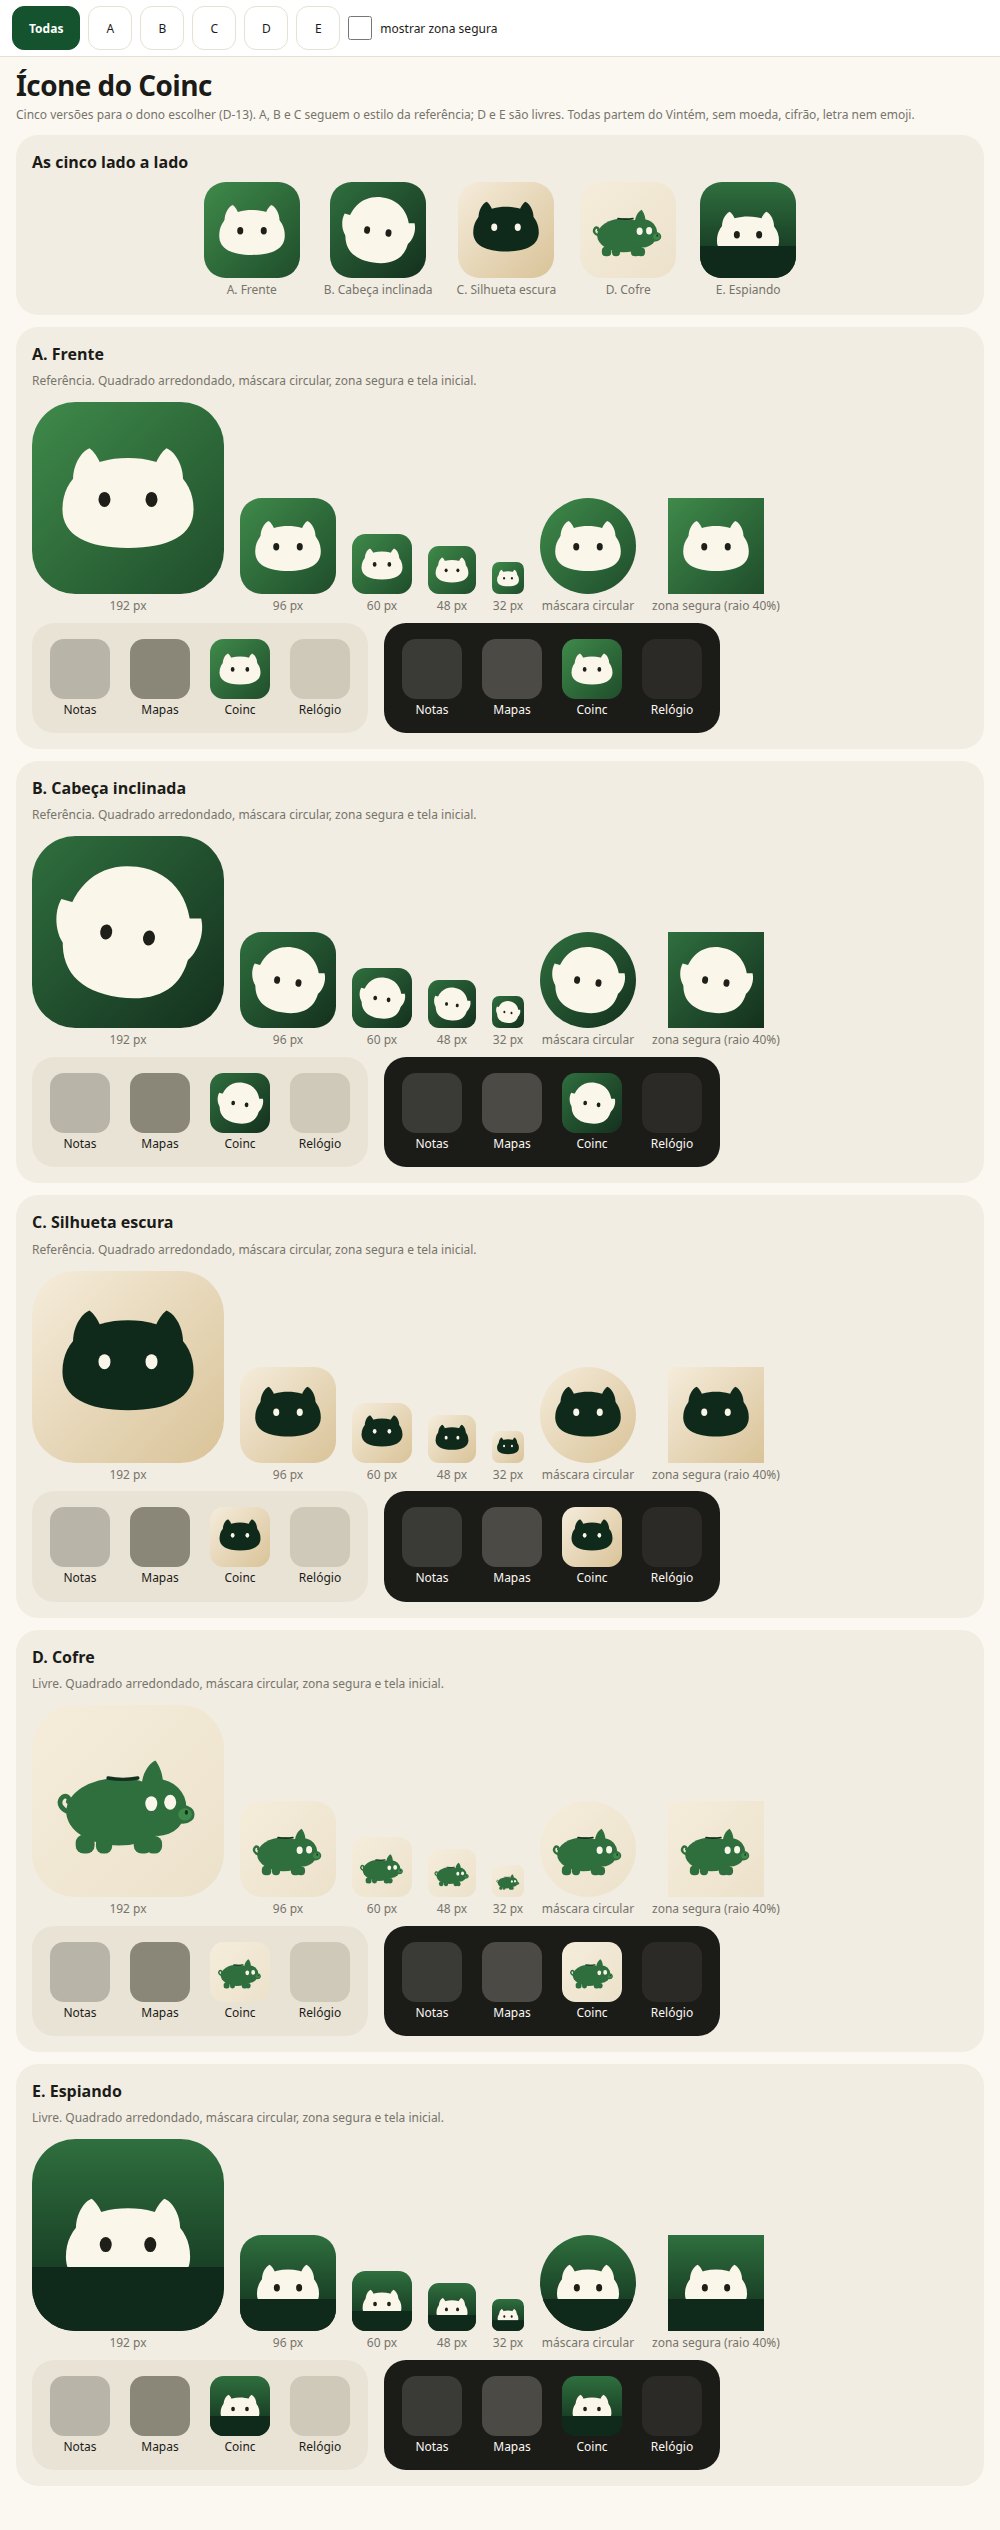 Todas A B C D E mostrar zona segura
Ícone do Coinc
Cinco versões para o dono escolher (D-13). A, B e C seguem o estilo da referência; D e E são livres. Todas partem do Vintém, sem moeda, cifrão, letra nem emoji.
As cinco lado a lado
A. Frente B. Cabeça inclinada C. Silhueta escura D. Cofre E. Espiando
A. Frente
Referência. Quadrado arredondado, máscara circular, zona segura e tela inicial.
192 px 96 px 60 px 48 px 32 px máscara circular zona segura (raio 40%)
Notas Mapas Coinc Relógio Notas Mapas Coinc Relógio
B. Cabeça inclinada
Referência. Quadrado arredondado, máscara circular, zona segura e tela inicial.
192 px 96 px 60 px 48 px 32 px máscara circular zona segura (raio 40%)
Notas Mapas Coinc Relógio Notas Mapas Coinc Relógio
C. Silhueta escura
Referência. Quadrado arredondado, máscara circular, zona segura e tela inicial.
192 px 96 px 60 px 48 px 32 px máscara circular zona segura (raio 40%)
Notas Mapas Coinc Relógio Notas Mapas Coinc Relógio
D. Cofre
Livre. Quadrado arredondado, máscara circular, zona segura e tela inicial.
192 px 96 px 60 px 48 px 32 px máscara circular zona segura (raio 40%)
Notas Mapas Coinc Relógio Notas Mapas Coinc Relógio
E. Espiando
Livre. Quadrado arredondado, máscara circular, zona segura e tela inicial.
192 px 96 px 60 px 48 px 32 px máscara circular zona segura (raio 40%)
Notas Mapas Coinc Relógio Notas Mapas Coinc Relógio